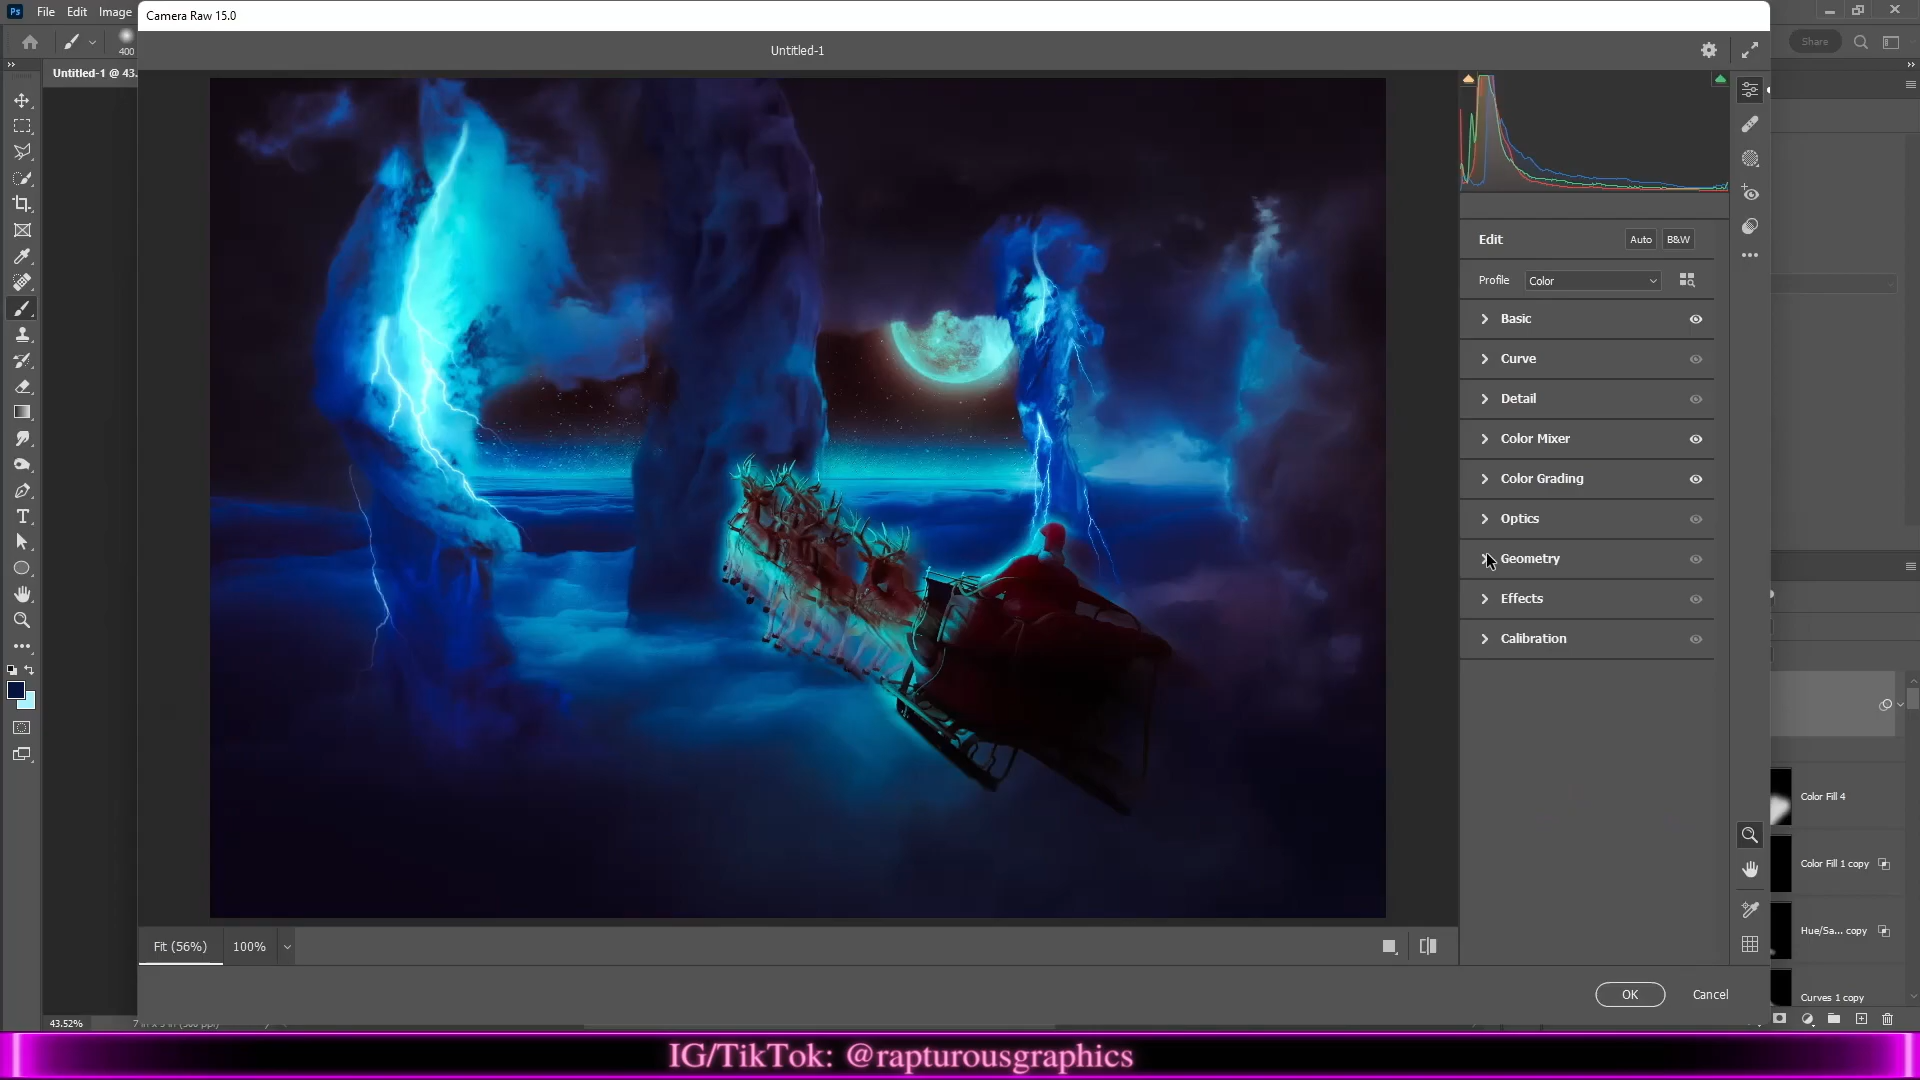 Ps File Edit Image
Camera Raw 15.0
Untitled-1
Share
400
Untitled-1 @ 43.
Edit
Auto
B&W
Profile
Color
Basic
Curve
Detail
Color Mixer
Color Grading
Optics
Geometry
Effects
Calibration
Color Fill 4
Color Fill 1 copy
Hue/Sa... copy
Curves 1 copy
Fit (56%)
100%
OK
Cancel
43.52%
IG/TikTok: @rapturousgraphics